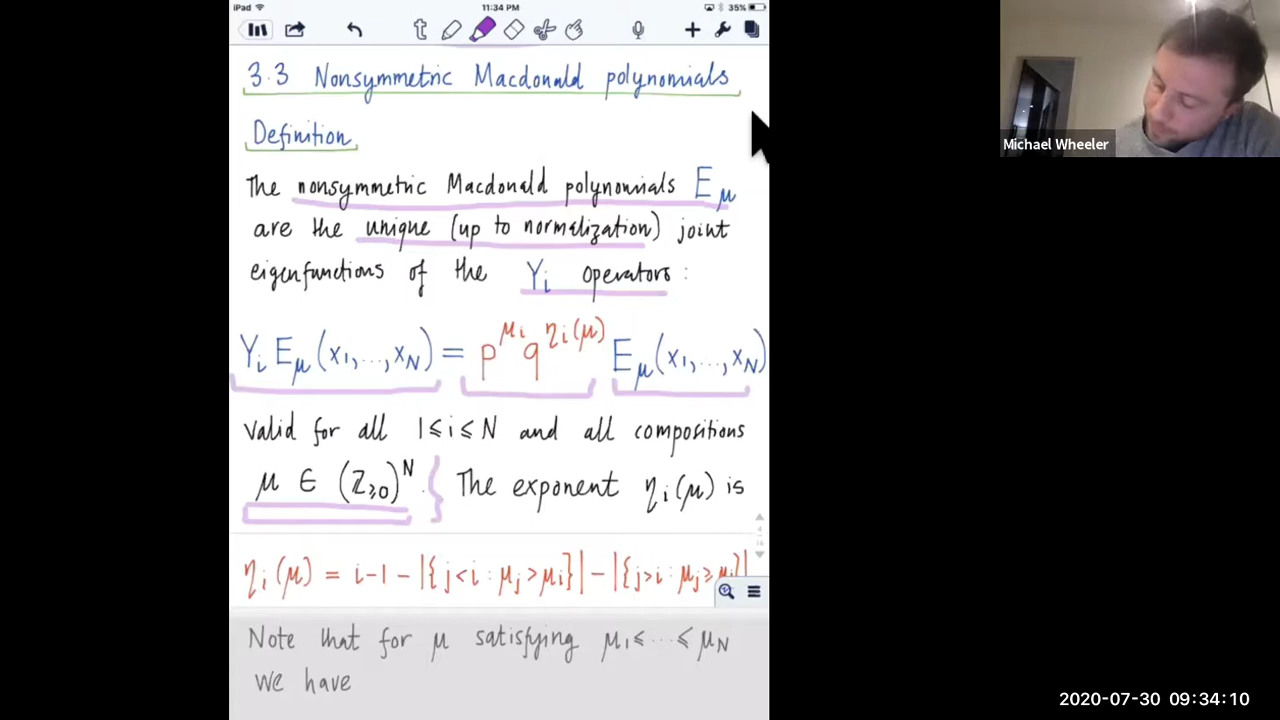 iPad
11:34 PM
35%
t
3.3 Nonsymmetric Macdonald polynomials
Definition
Michael Wheeler
The nonsymmetric Macdonald polynomials E_μ
are the unique (up to normalization) joint
eigenfunctions of the Y_i operators :
Y_i E_μ (x_1, ..., x_N) = p^{μ_i} q^{η_i(μ)} E_μ (x_1, ..., x_N)
valid for all 1 ⩽ i ⩽ N and all compositions
μ ∈ (ℤ_{⩾0})^N . } The exponent η_i(μ) is
η_i(μ) = i-1 - |{j<i : μ_j > μ_i}| - |{j>i : μ_j ⩾ μ_i}|
Note that for μ satisfying μ_1 ⩽ ... ⩽ μ_N
we have
2020-07-30 09:34:10